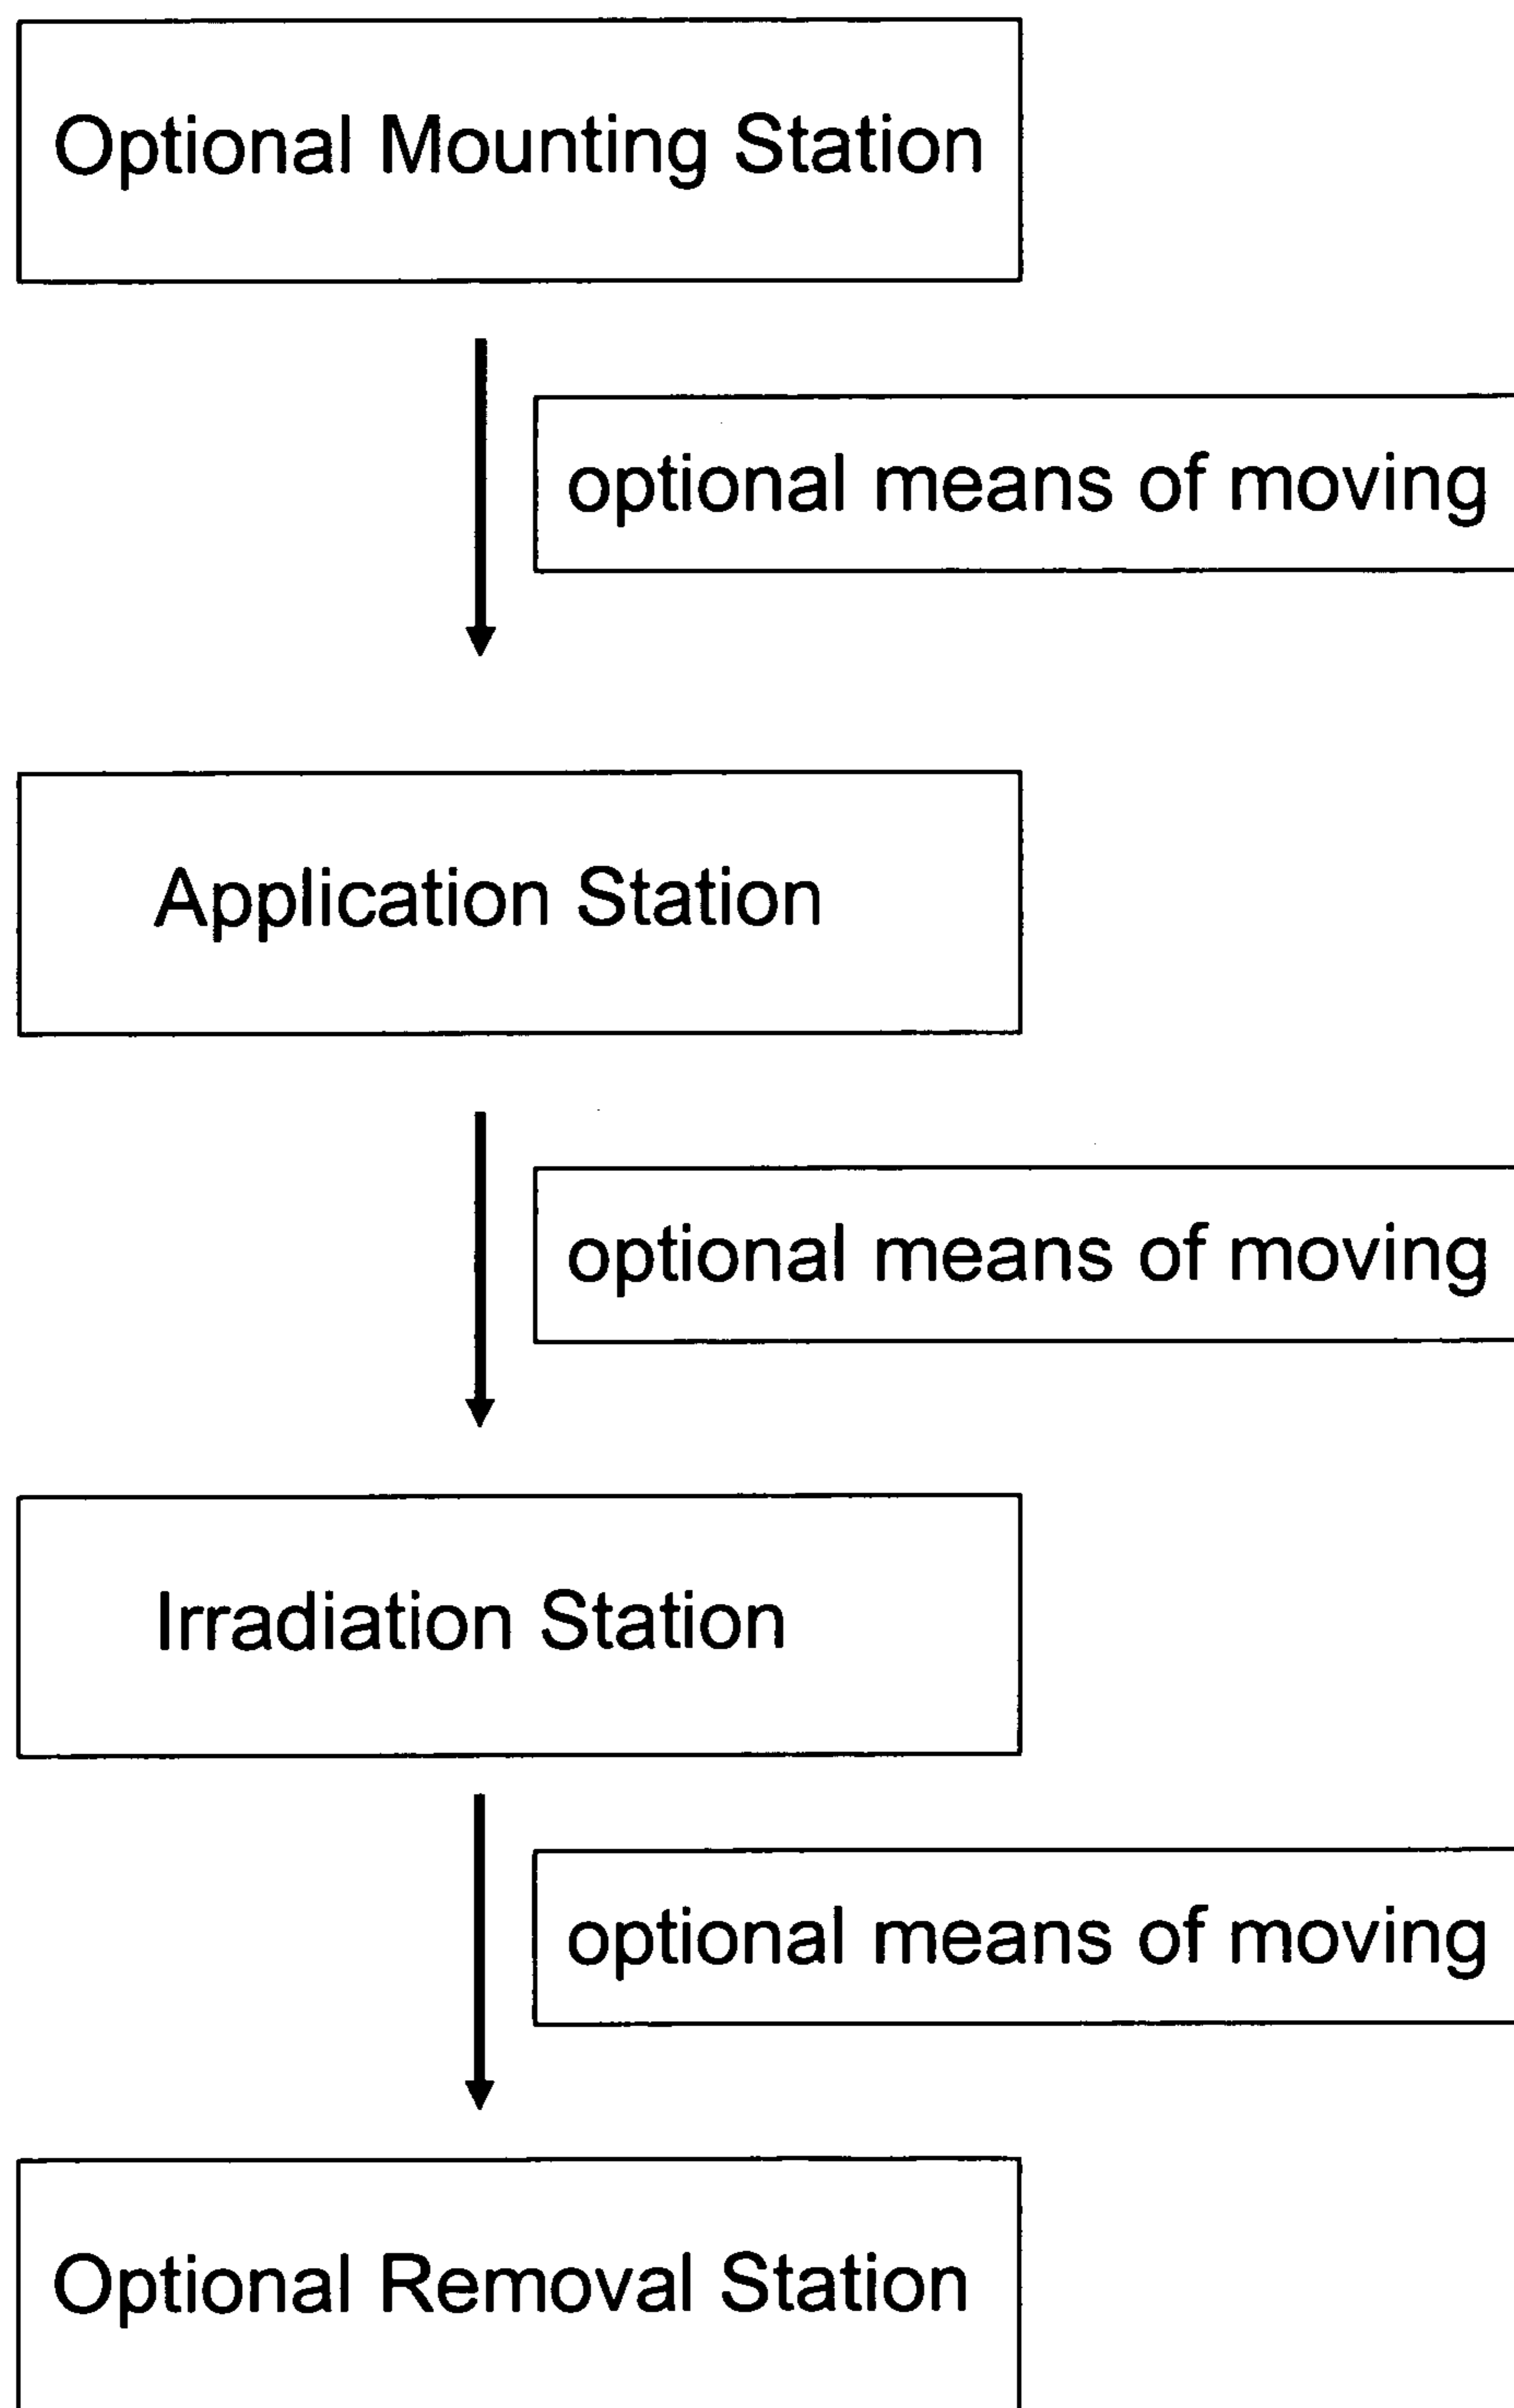 Optional Mounting Station
optional means of moving
Application Station
optional means of moving
Irradiation Station
optional means of moving
Optional Removal Station